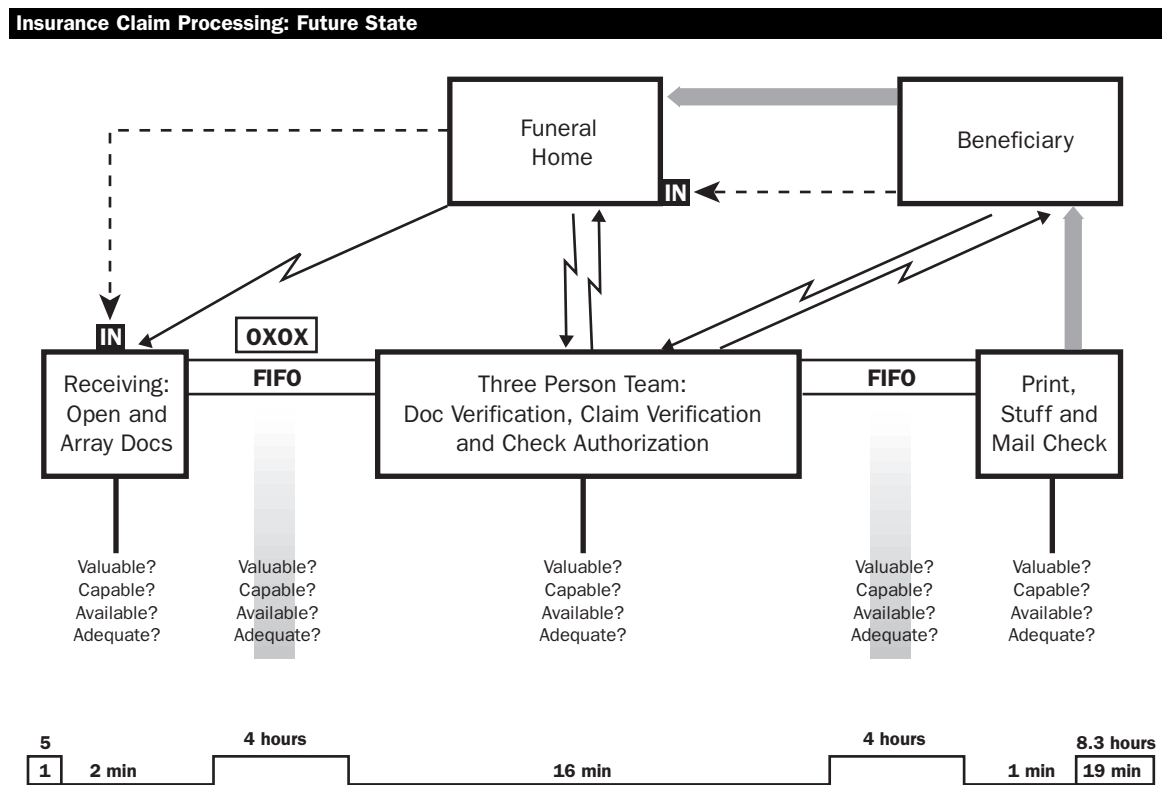 Insurance Claim Processing: Future State
Funeral
Home
Beneficiary
IN
IN
OXOX
Receiving:
Open and
Array Docs
FIFO
Three Person Team:
Doc Verification, Claim Verification
and Check Authorization
FIFO
Print,
Stuff and
Mail Check
Valuable?
Capable?
Available?
Adequate?
Valuable?
Capable?
Available?
Adequate?
Valuable?
Capable?
Available?
Adequate?
Valuable?
Capable?
Available?
Adequate?
Valuable?
Capable?
Available?
Adequate?
5
1
2 min
4 hours
16 min
4 hours
1 min
8.3 hours
19 min